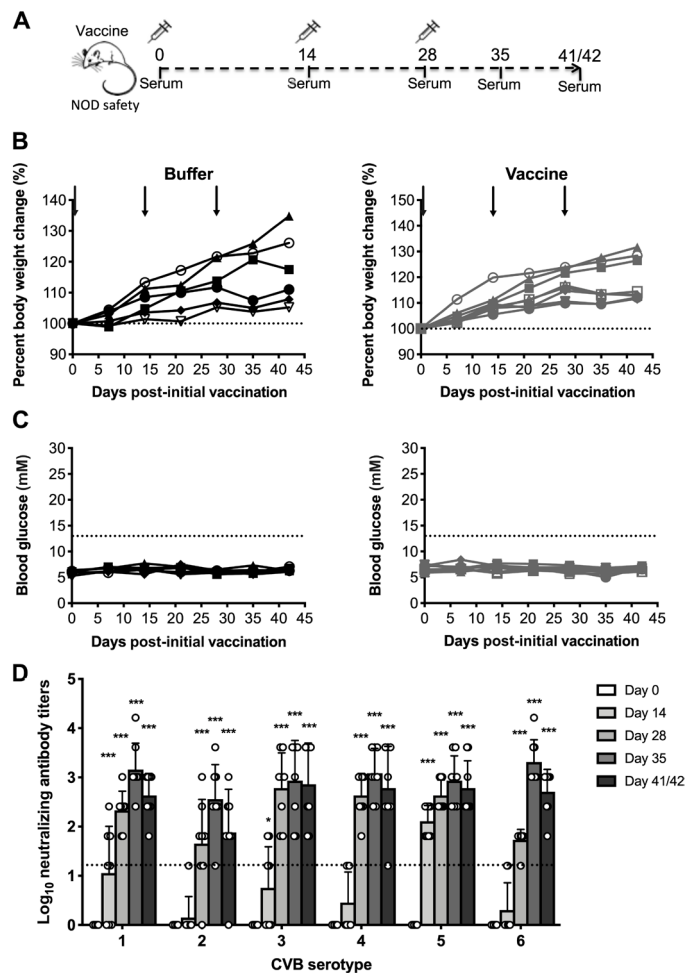 A
Vaccine
0 14 28 35 41/42
Serum Serum Serum Serum Serum
NOD safety
B
Buffer
Percent body weight change (%)
140
130
120
110
100
90
0 5 10 15 20 25 30 35 40 45
Days post-initial vaccination
Vaccine
Percent body weight change (%)
150
140
130
120
110
100
90
0 5 10 15 20 25 30 35 40 45
Days post-initial vaccination
C
Blood glucose (mM)
30
25
20
15
10
5
0
0 5 10 15 20 25 30 35 40 45
Days post-initial vaccination
Blood glucose (mM)
30
25
20
15
10
5
0
0 5 10 15 20 25 30 35 40 45
Days post-initial vaccination
D
Log10 neutralizing antibody titers
5
4
3
2
1
0
*** *** *** ***
*** *** ***
* *** *** ***
*** *** ***
*** *** *** ***
*** *** ***
1 2 3 4 5 6
CVB serotype
Day 0
Day 14
Day 28
Day 35
Day 41/42